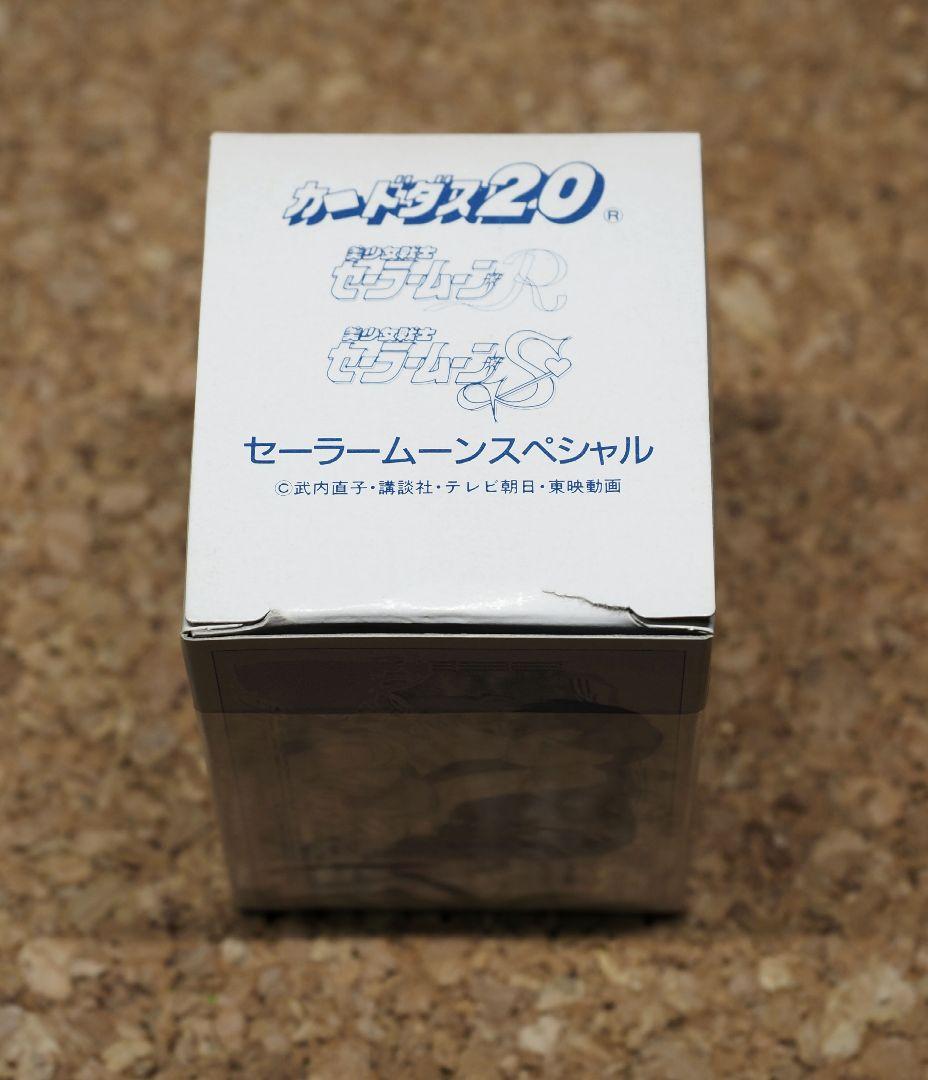 カードダス20®
美少女戦士
セーラームーンR
美少女戦士
セーラームーンS
セーラームーンスペシャル
©武内直子・講談社・テレビ朝日・東映動画